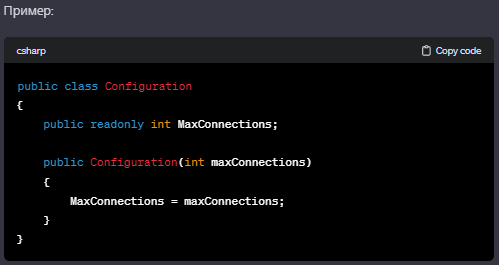 Пример:
csharp Copy code
public class Configuration
{
    public readonly int MaxConnections;

    public Configuration(int maxConnections)
    {
        MaxConnections = maxConnections;
    }
}